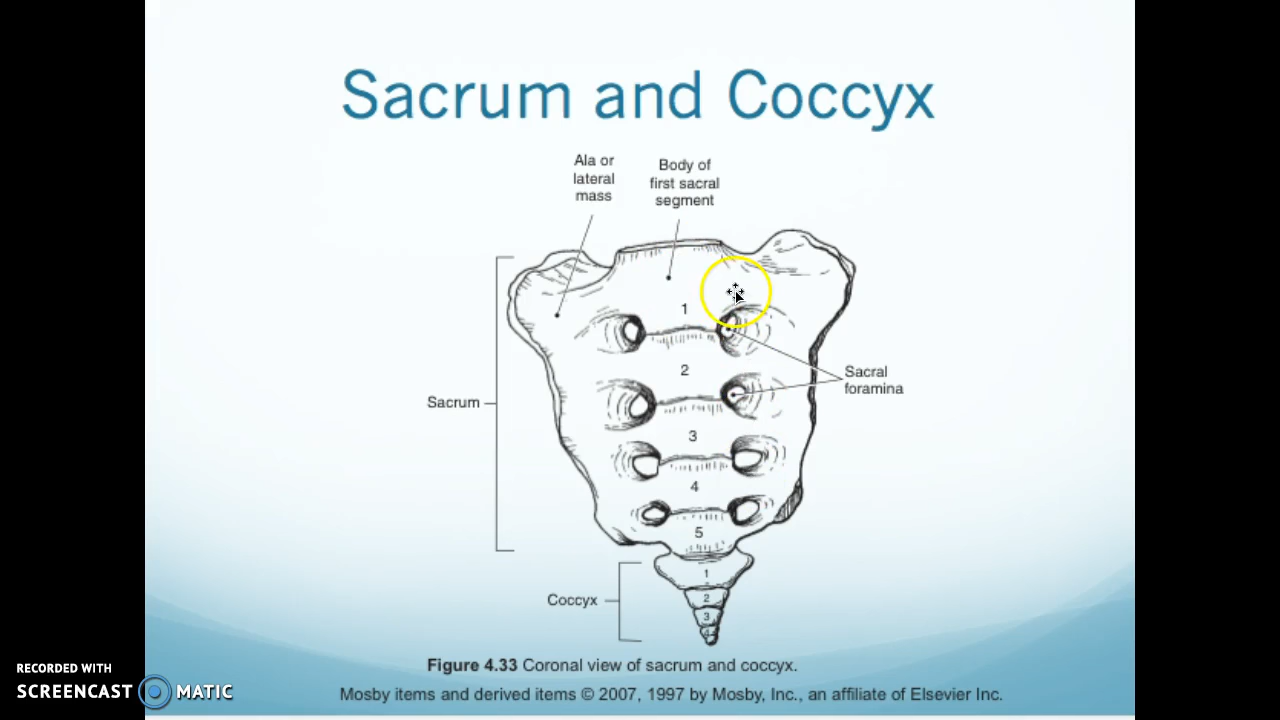 Sacrum and Coccyx
Ala or
lateral
mass
Body of
first sacral
segment
1
2
Sacral
foramina
Sacrum
3
4
5
1
2
Coccyx
3
Figure 4.33 Coronal view of sacrum and coccyx.
RECORDED WITH
SCREENCAST MATIC
Mosby items and derived items © 2007, 1997 by Mosby, Inc., an affiliate of Elsevier Inc.